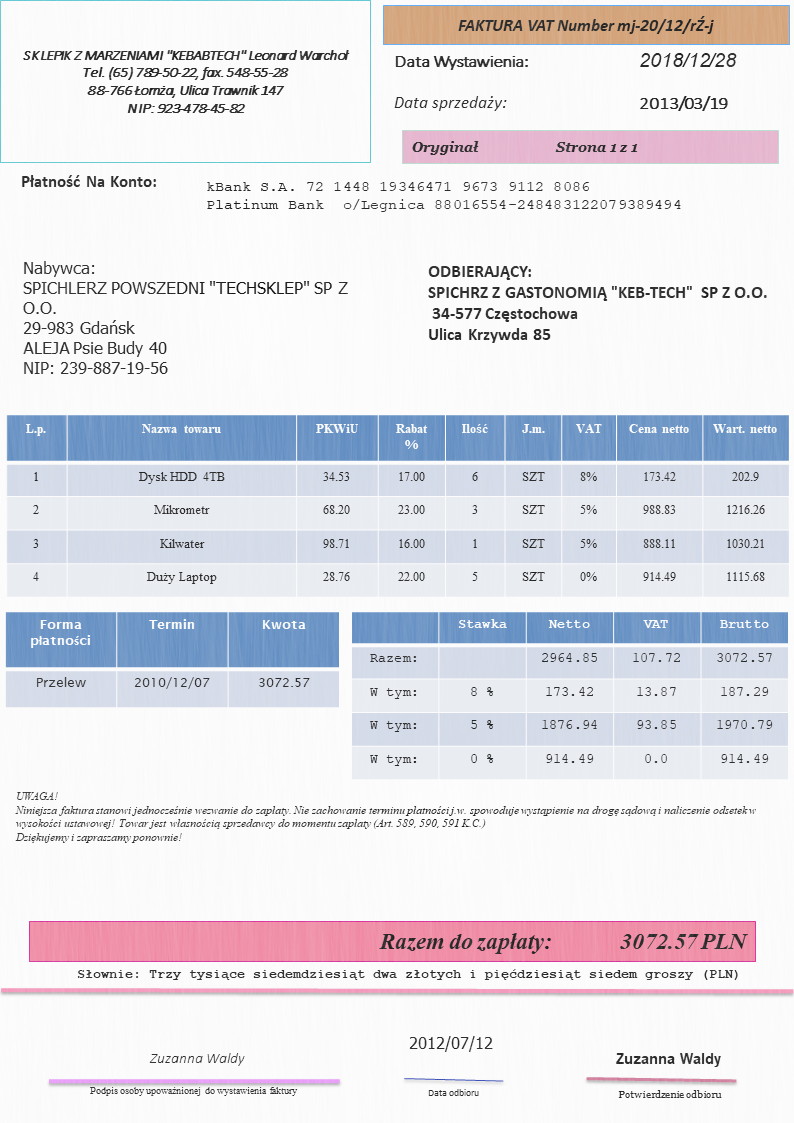 SKLEPIK Z MARZENIAMI "KEBABTECH" Leonard Warchoł
Tel. (65) 789-50-22, fax. 548-55-28
88-766 Łomża, Ulica Trawnik 147
NIP: 923-478-45-82
FAKTURA VAT Number mj-20/12/rŹ-j
Data Wystawienia: 2018/12/28
Data sprzedaży: 2013/03/19
Oryginał Strona 1 z 1
Płatność Na Konto:
kBank S.A. 72 1448 19346471 9673 9112 8086
Platinum Bank o/Legnica 88016554-248483122079389494
Nabywca:
SPICHLERZ POWSZEDNI "TECHSKLEP" SP Z
O.O.
29-983 Gdańsk
ALEJA Psie Budy 40
NIP: 239-887-19-56
ODBIERAJĄCY:
SPICHRZ Z GASTONOMIĄ "KEB-TECH" SP Z O.O.
34-577 Częstochowa
Ulica Krzywda 85
L.p. Nazwa towaru PKWiU Rabat % Ilość J.m. VAT Cena netto Wart. netto
1 Dysk HDD 4TB 34.53 17.00 6 SZT 8% 173.42 202.9
2 Mikrometr 68.20 23.00 3 SZT 5% 988.83 1216.26
3 Kilwater 98.71 16.00 1 SZT 5% 888.11 1030.21
4 Duży Laptop 28.76 22.00 5 SZT 0% 914.49 1115.68
Forma płatności Termin Kwota
Przelew 2010/12/07 3072.57
Stawka Netto VAT Brutto
Razem: 2964.85 107.72 3072.57
W tym: 8 % 173.42 13.87 187.29
W tym: 5 % 1876.94 93.85 1970.79
W tym: 0 % 914.49 0.0 914.49
UWAGA!
Niniejsza faktura stanowi jednocześnie wezwanie do zapłaty. Nie zachowanie terminu płatności j.w. spowoduje wystąpienie na drogę sądową i naliczenie odsetek w
wysokości ustawowej! Towar jest własnością sprzedawcy do momentu zapłaty (Art. 589, 590, 591 K.C.)
Dziękujemy i zapraszamy ponownie!
Razem do zapłaty: 3072.57 PLN
Słownie: Trzy tysiące siedemdziesiąt dwa złotych i pięćdziesiąt siedem groszy (PLN)
Zuzanna Waldy
Podpis osoby upoważnionej do wystawienia faktury
2012/07/12
Data odbioru
Zuzanna Waldy
Potwierdzenie odbioru